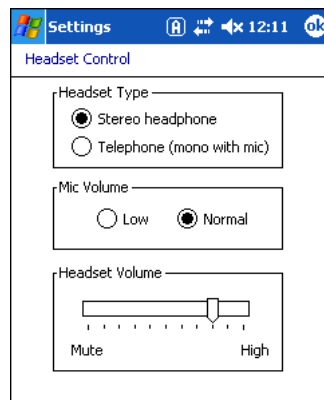 Settings A 12:11 ok
Headset Control
Headset Type
Stereo headphone
Telephone (mono with mic)
Mic Volume
Low Normal
Headset Volume
Mute High